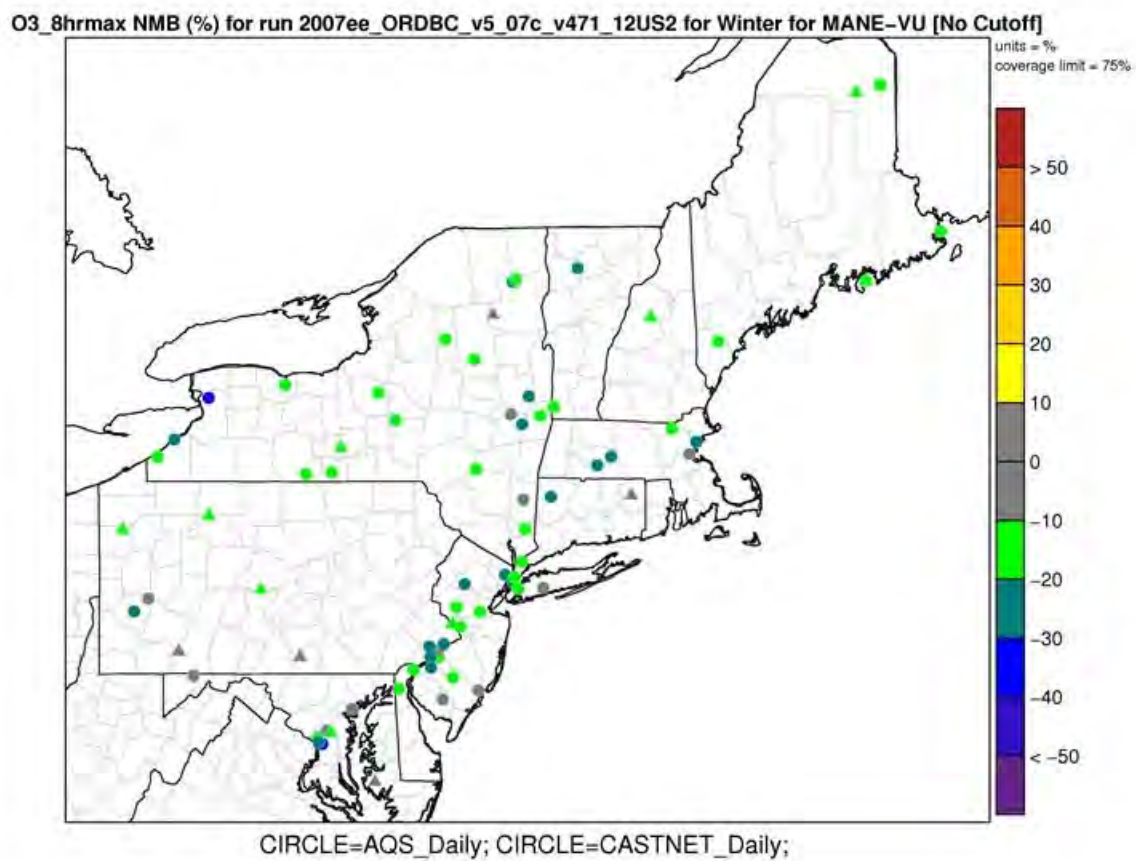 O3_8hrmax NMB (%) for run 2007ee_ORDBC_v5_07c_v471_12US2 for Winter for MANE−VU [No Cutoff]
units = %
coverage limit = 75%
> 50
40
30
20
10
0
−10
−20
−30
−40
< −50
CIRCLE=AQS_Daily; CIRCLE=CASTNET_Daily;